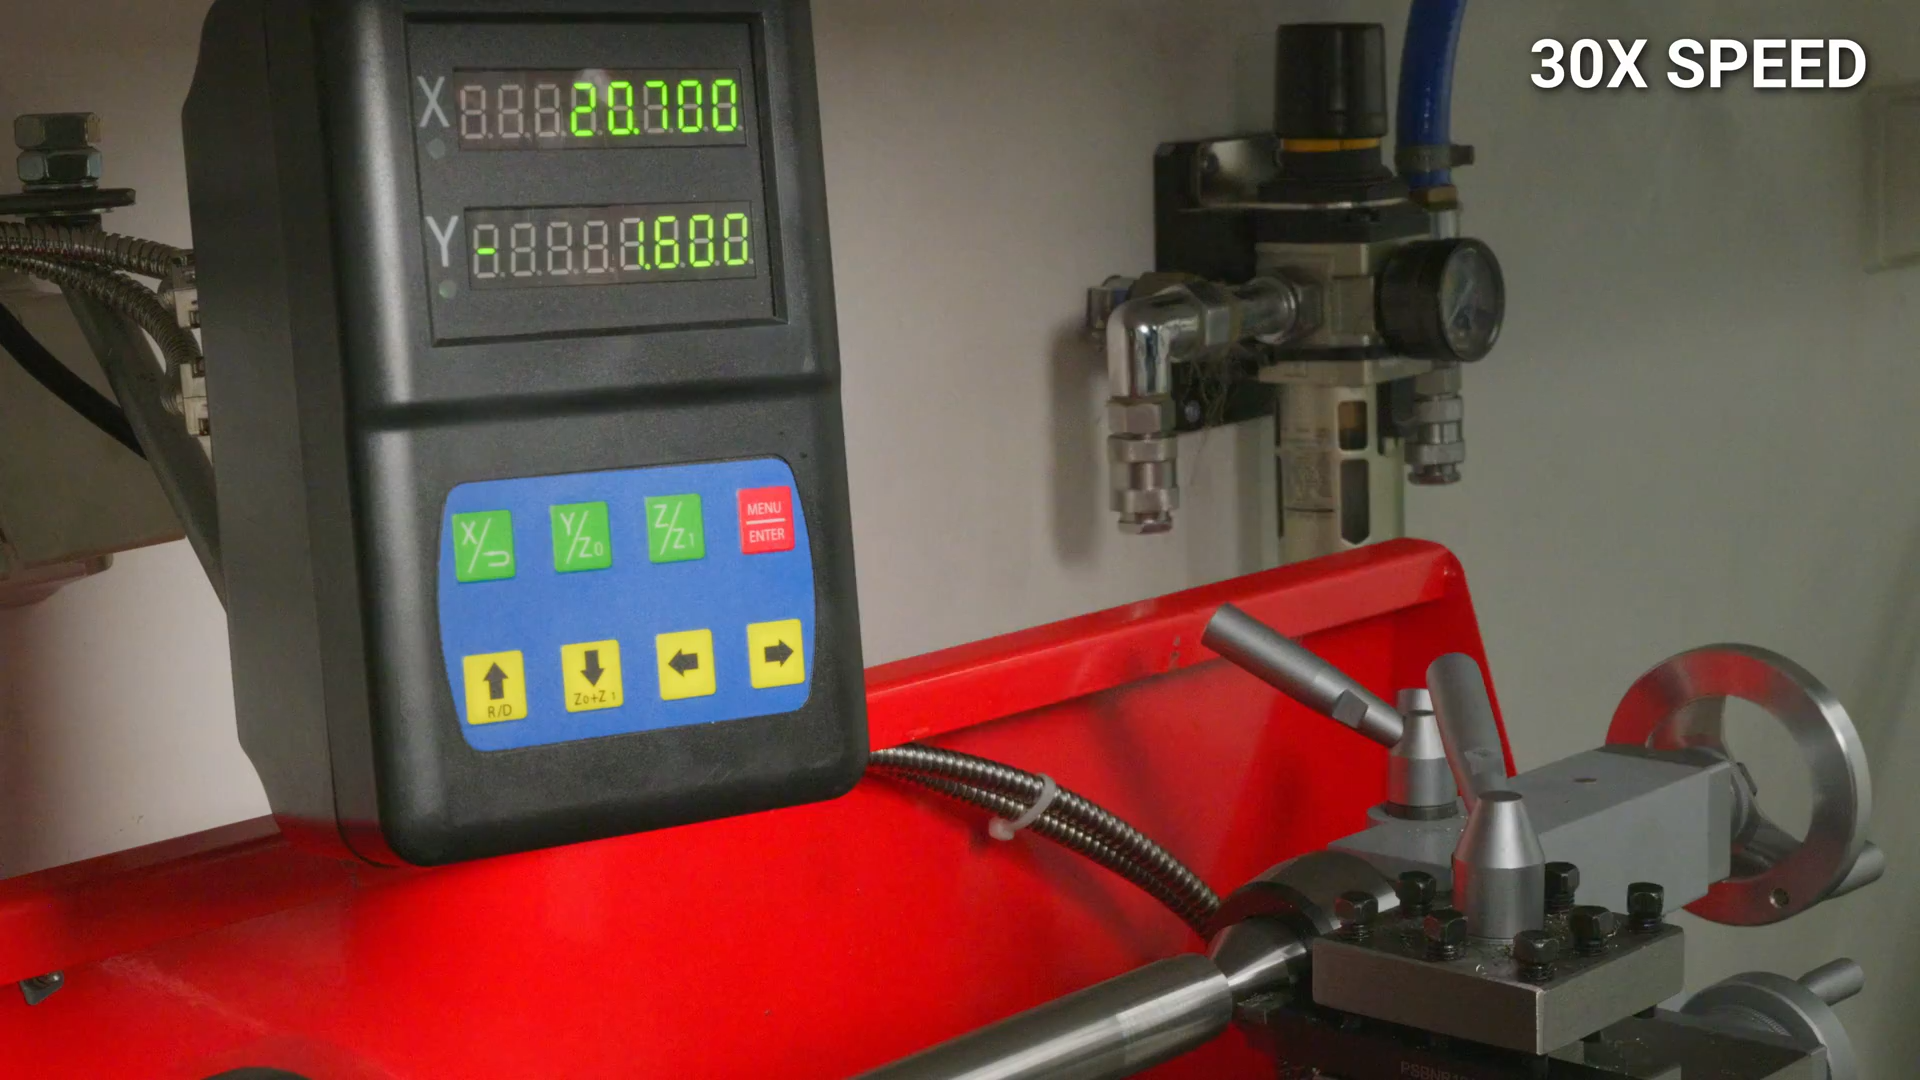 30X SPEED
X 20.700
Y - 1.600
X/
Y/Z0
Z/Z1
MENU
ENTER
R/D
Z0+Z1